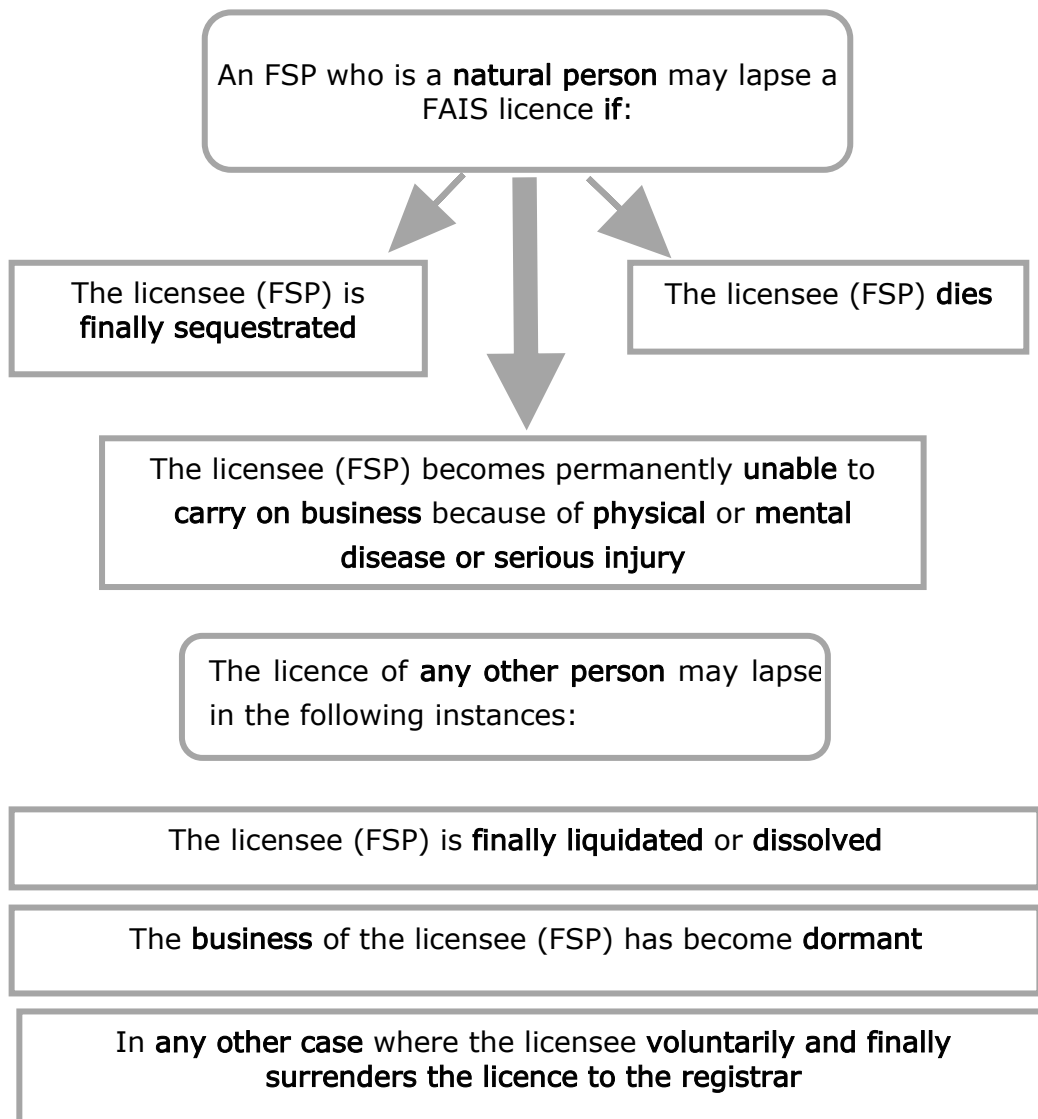 An FSP who is a natural person may lapse a
FAIS licence if:
The licensee (FSP) is
finally sequestrated
The licensee (FSP) dies
The licensee (FSP) becomes permanently unable to
carry on business because of physical or mental
disease or serious injury
The licence of any other person may lapse
in the following instances:
The licensee (FSP) is finally liquidated or dissolved
The business of the licensee (FSP) has become dormant
In any other case where the licensee voluntarily and finally
surrenders the licence to the registrar